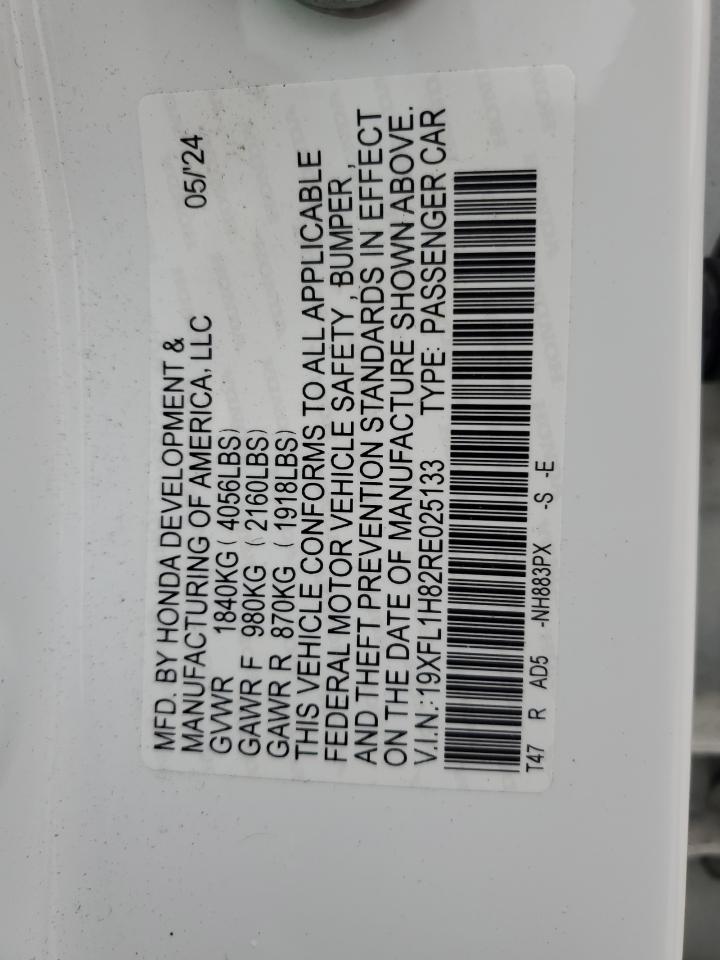 MFD. BY HONDA DEVELOPMENT &
MANUFACTURING OF AMERICA, LLC 05/'24
GVWR 1840KG ( 4056LBS)
GAWR F 980KG ( 2160LBS)
GAWR R 870KG ( 1918LBS)
THIS VEHICLE CONFORMS TO ALL APPLICABLE
FEDERAL MOTOR VEHICLE SAFETY , BUMPER ,
AND THEFT PREVENTION STANDARDS IN EFFECT
ON THE DATE OF MANUFACTURE SHOWN ABOVE.
V.I.N.:19XFL1H82RE025133 TYPE: PASSENGER CAR
T47 R AD5 -NH883PX -S -E